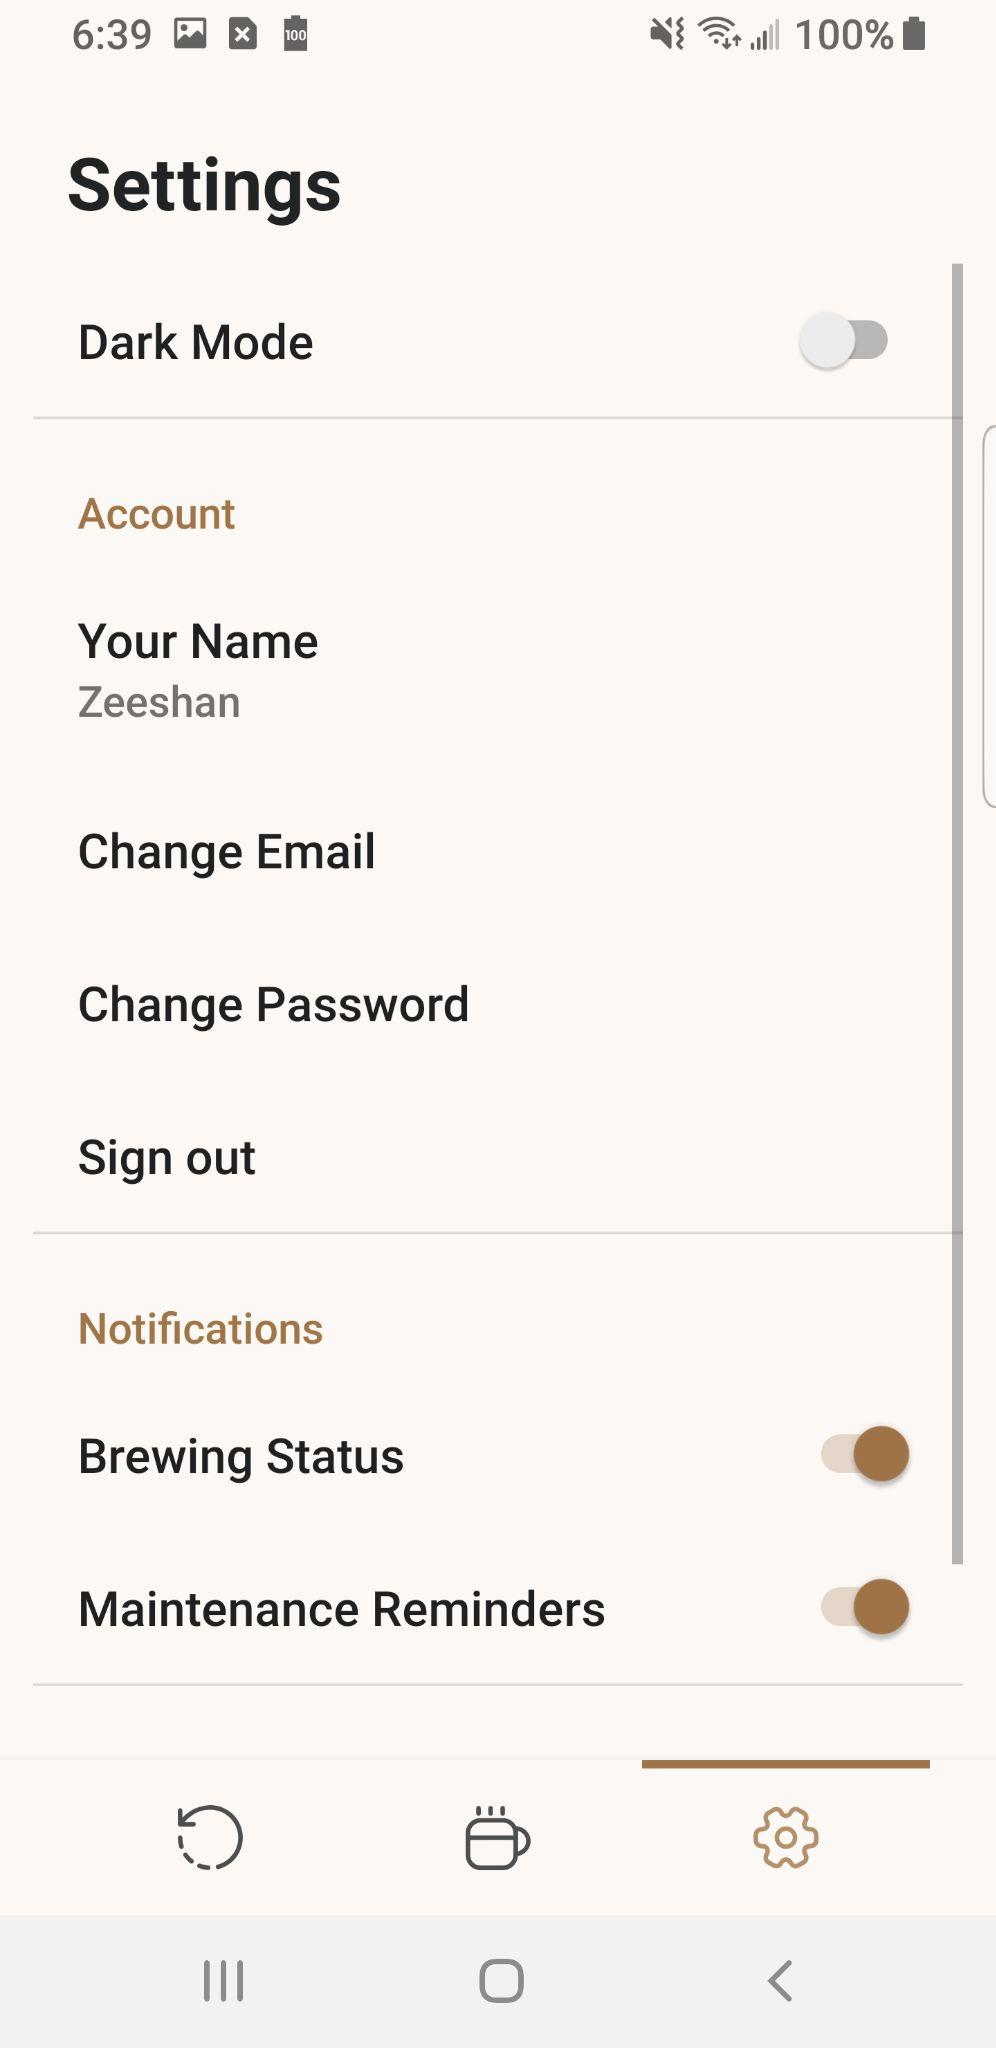 6:39 100 100%
Settings
Dark Mode
Account
Your Name
Zeeshan
Change Email
Change Password
Sign out
Notifications
Brewing Status
Maintenance Reminders